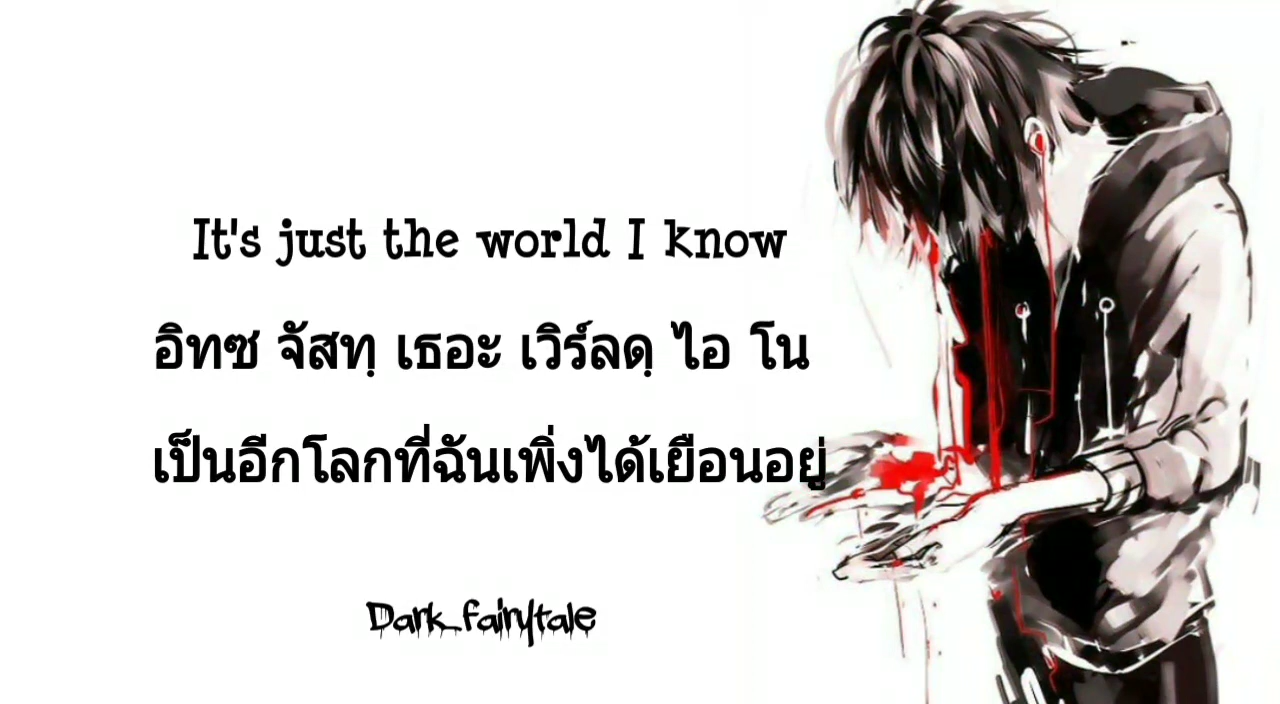 It's just the world I know
อิทซ จัสทฺ เธอะ เวิร์ลดฺ ไอ โน
เป็นอีกโลกที่ฉันเพิ่งได้เยือนอยู่
Dark_fairytale